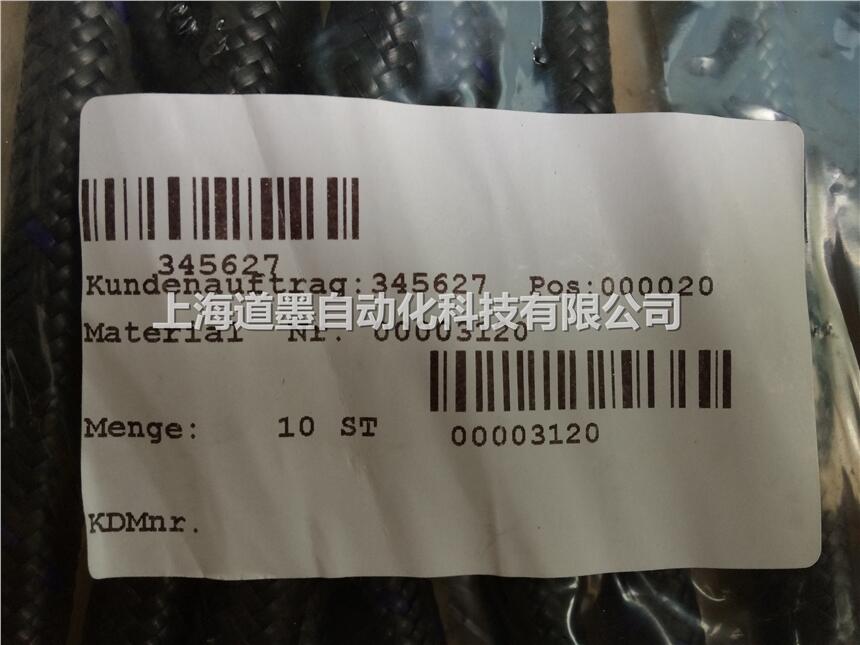 345627
Kundenauftrag:345627 Pos:000020
上海道墨自动化科技有限公司
Material Nr. 00003120
Menge: 10 ST
00003120
KDMnr.